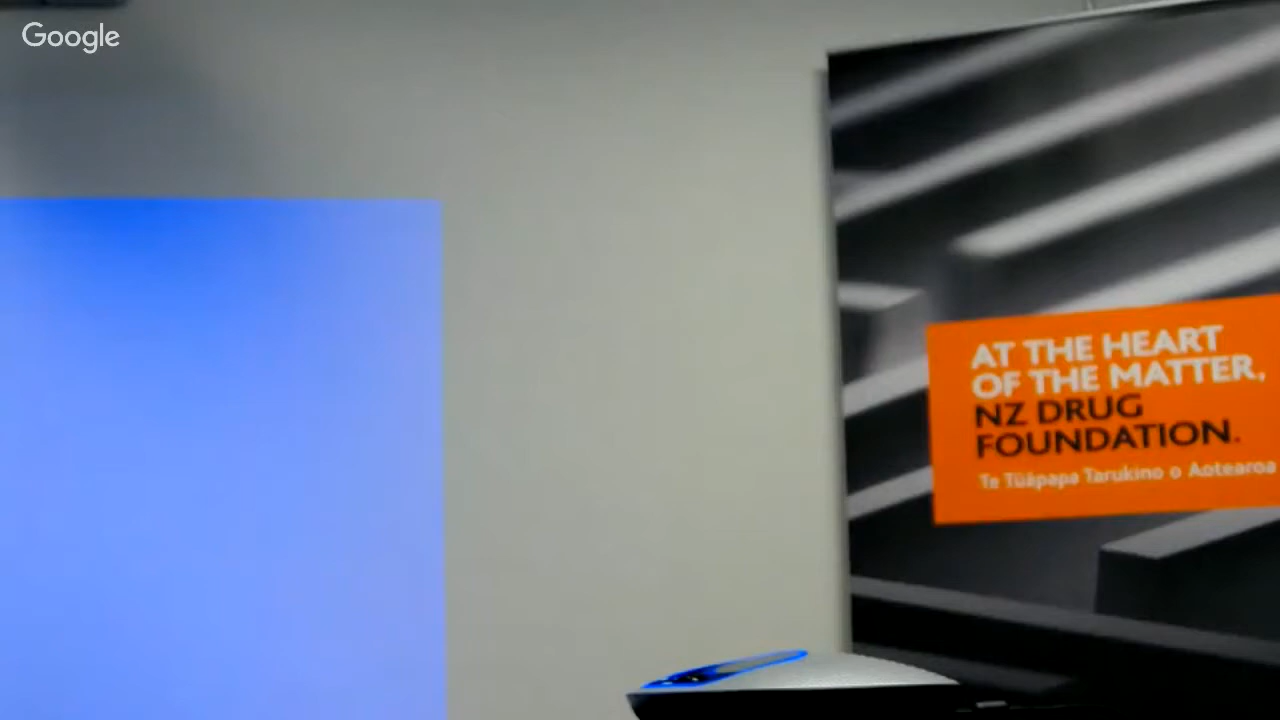 Google
AT THE HEART
OF THE MATTER,
NZ DRUG
FOUNDATION.
Te Tūāpapa Tarukino o Aotearoa